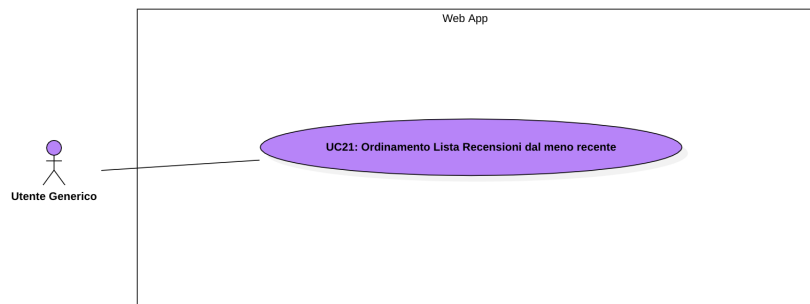 Web App
UC21: Ordinamento Lista Recensioni dal meno recente
Utente Generico